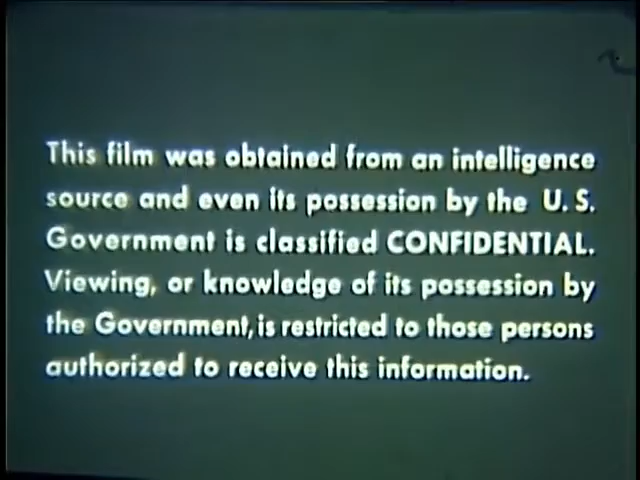 This film was obtained from an intelligence
source and even its possession by the U. S.
Government is classified CONFIDENTIAL.
Viewing, or knowledge of its possession by
the Government, is restricted to those persons
authorized to receive this information.